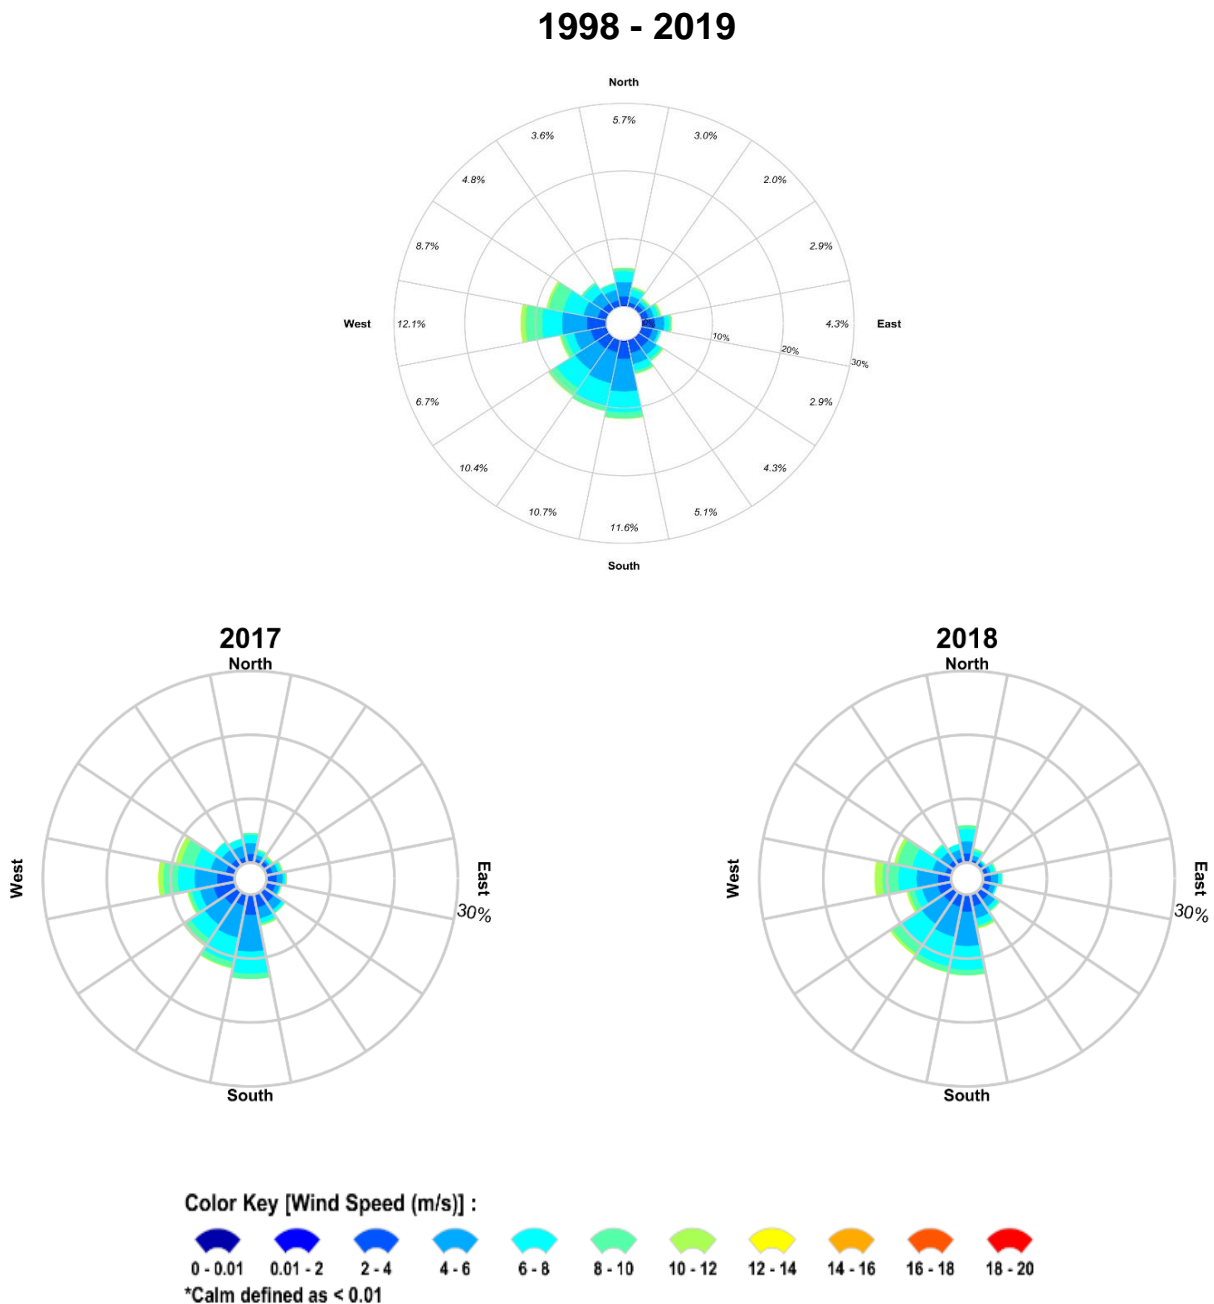 1998 - 2019
North
5.7%
3.6%
3.0%
4.8%
2.0%
8.7%
2.9%
West
12.1%
4.3%
East
10%
20%
30%
6.7%
2.9%
10.4%
4.3%
10.7%
5.1%
11.6%
South
2017
North
West
East
30%
South
2018
North
West
East
30%
South
Color Key [Wind Speed (m/s)] :
0 - 0.01 0.01 - 2 2 - 4 4 - 6 6 - 8 8 - 10 10 - 12 12 - 14 14 - 16 16 - 18 18 - 20
*Calm defined as < 0.01